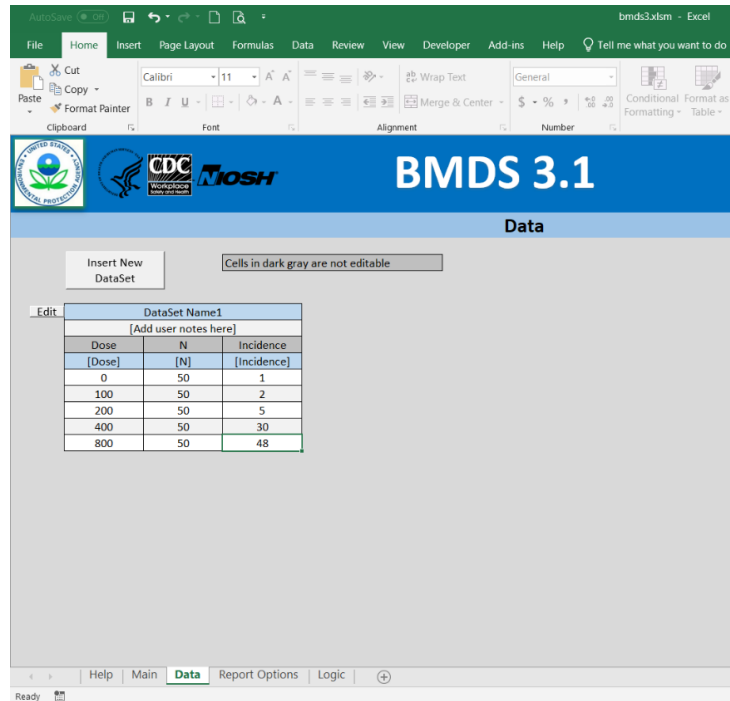 AutoSave Off
bmds3.xlsm - Excel
File Home Insert Page Layout Formulas Data Review View Developer Add-ins Help Tell me what you want to do
Paste
Cut
Copy
Format Painter
Clipboard
Calibri 11 A A
B I U A
Font
Wrap Text
Merge & Center
Alignment
General
$ % , .00
Number
Conditional Formatting
Format as Table
UNITED STATES
ENVIRONMENTAL PROTECTION AGENCY
CDC
Workplace
Safety and Health
NIOSH
BMDS 3.1
Data
Insert New
DataSet
Cells in dark gray are not editable
Edit
DataSet Name1
[Add user notes here]
Dose N Incidence
[Dose] [N] [Incidence]
0 50 1
100 50 2
200 50 5
400 50 30
800 50 48
Help Main Data Report Options Logic
Ready